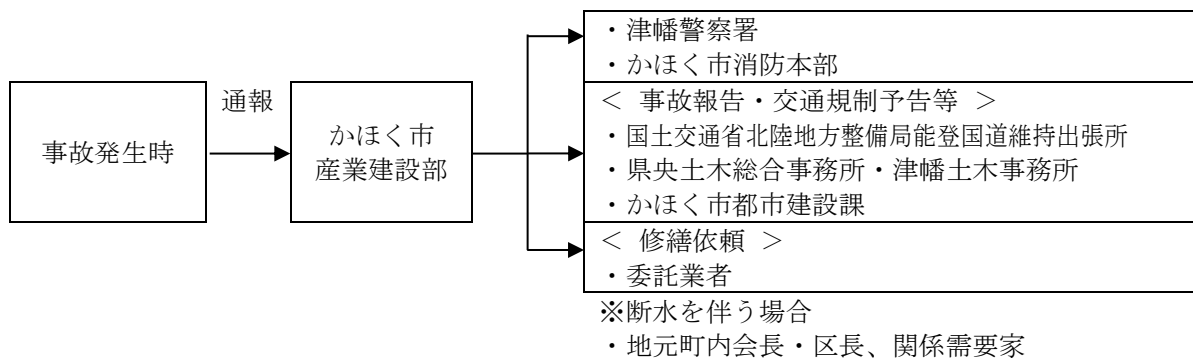 事故発生時
通報
かほく市
産業建設部
・津幡警察署
・かほく市消防本部
＜ 事故報告・交通規制予告等 ＞
・国土交通省北陸地方整備局能登国道維持出張所
・県央土木総合事務所・津幡土木事務所
・かほく市都市建設課
＜ 修繕依頼 ＞
・委託業者
※断水を伴う場合
・地元町内会長・区長、関係需要家